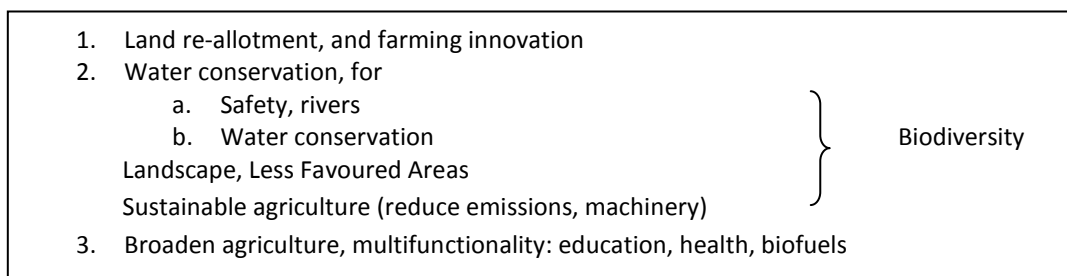 1. Land re-allotment, and farming innovation
2. Water conservation, for
a. Safety, rivers
b. Water conservation
Biodiversity
Landscape, Less Favoured Areas
Sustainable agriculture (reduce emissions, machinery)
3. Broaden agriculture, multifunctionality: education, health, biofuels